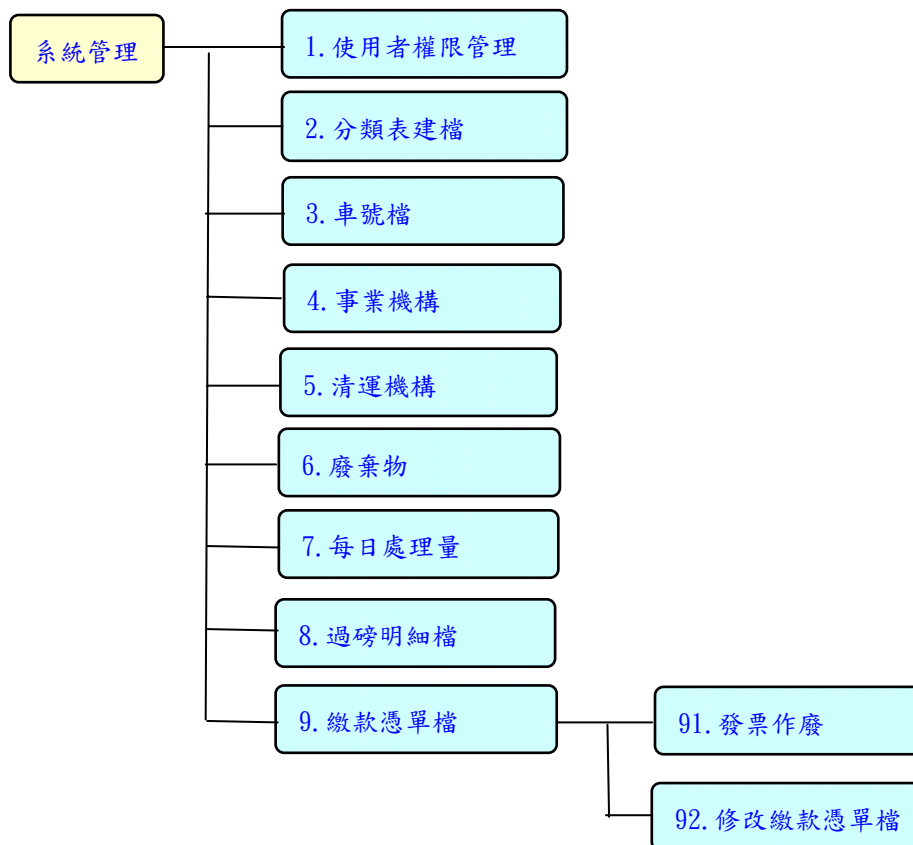 系統管理
1.使用者權限管理
2.分類表建檔
3.車號檔
4.事業機構
5.清運機構
6.廢棄物
7.每日處理量
8.過磅明細檔
9.繳款憑單檔
91.發票作廢
92.修改繳款憑單檔